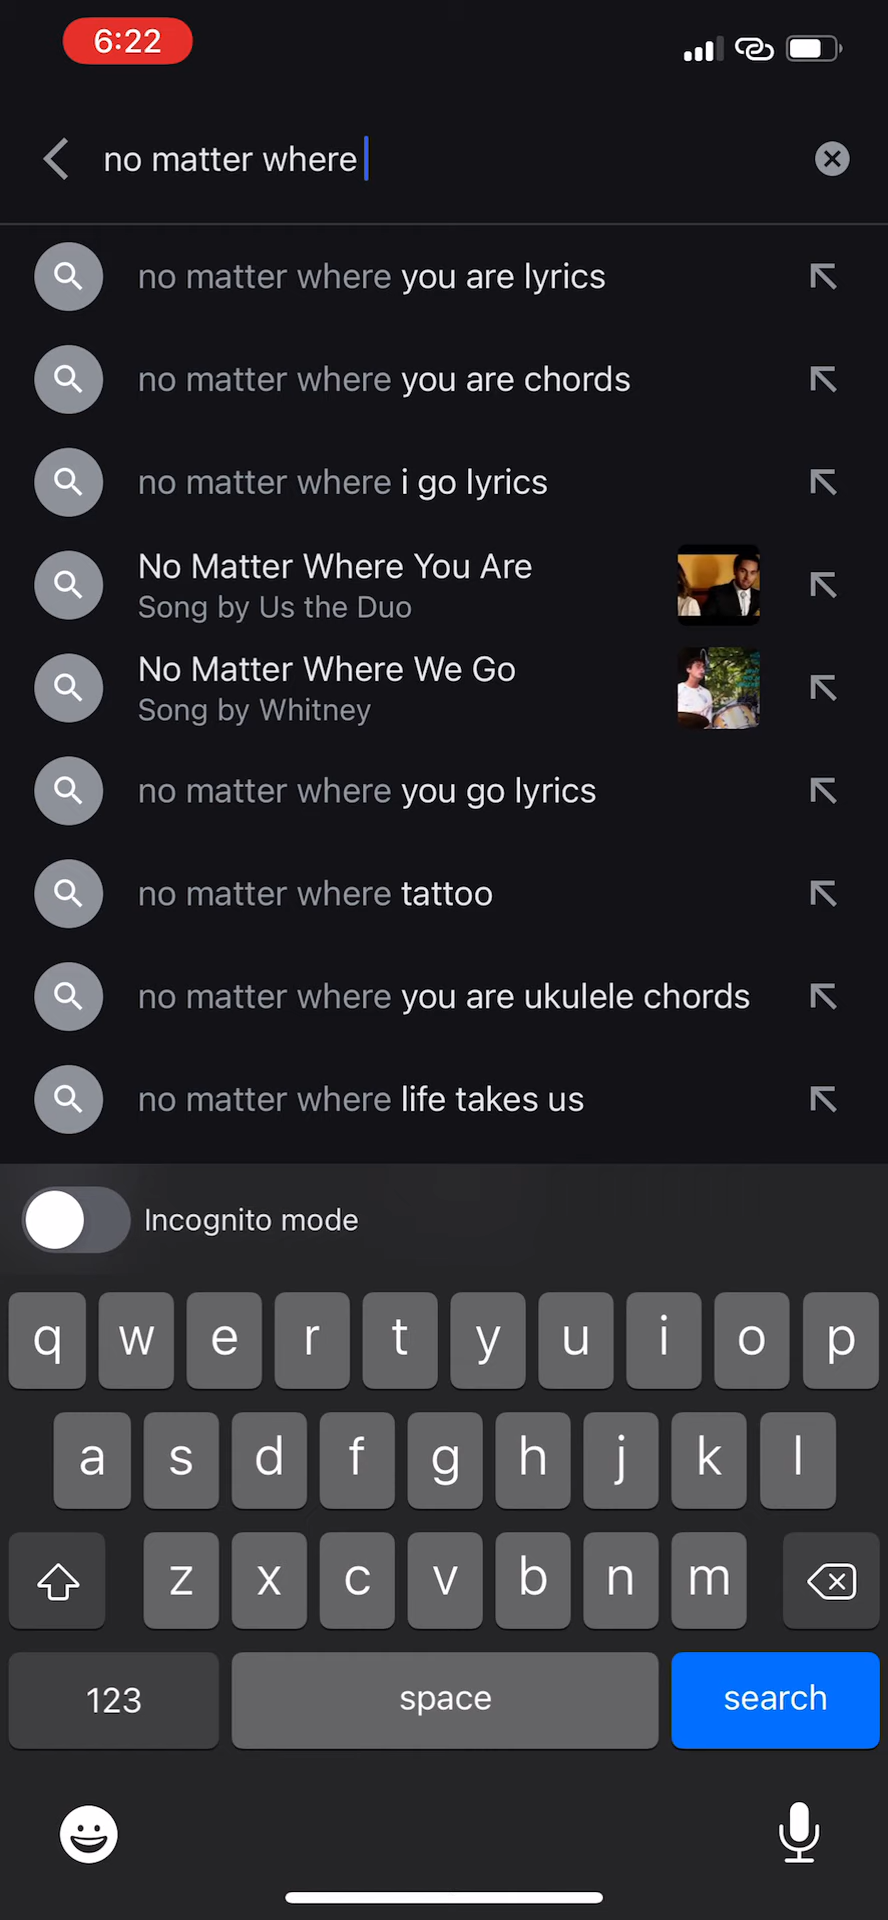 6:22
no matter where
no matter where you are lyrics
no matter where you are chords
no matter where i go lyrics
No Matter Where You Are
Song by Us the Duo
No Matter Where We Go
Song by Whitney
no matter where you go lyrics
no matter where tattoo
no matter where you are ukulele chords
no matter where life takes us
Incognito mode
q w e r t y u i o p
a s d f g h j k l
z x c v b n m
123 space search